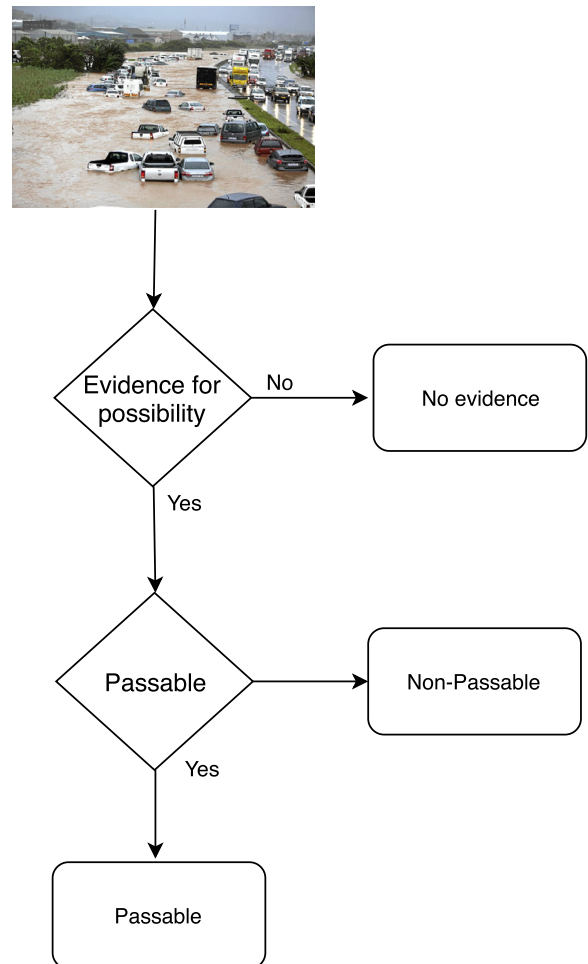 Evidence for
possibility
No
No evidence
Yes
Passable
Non-Passable
Yes
Passable